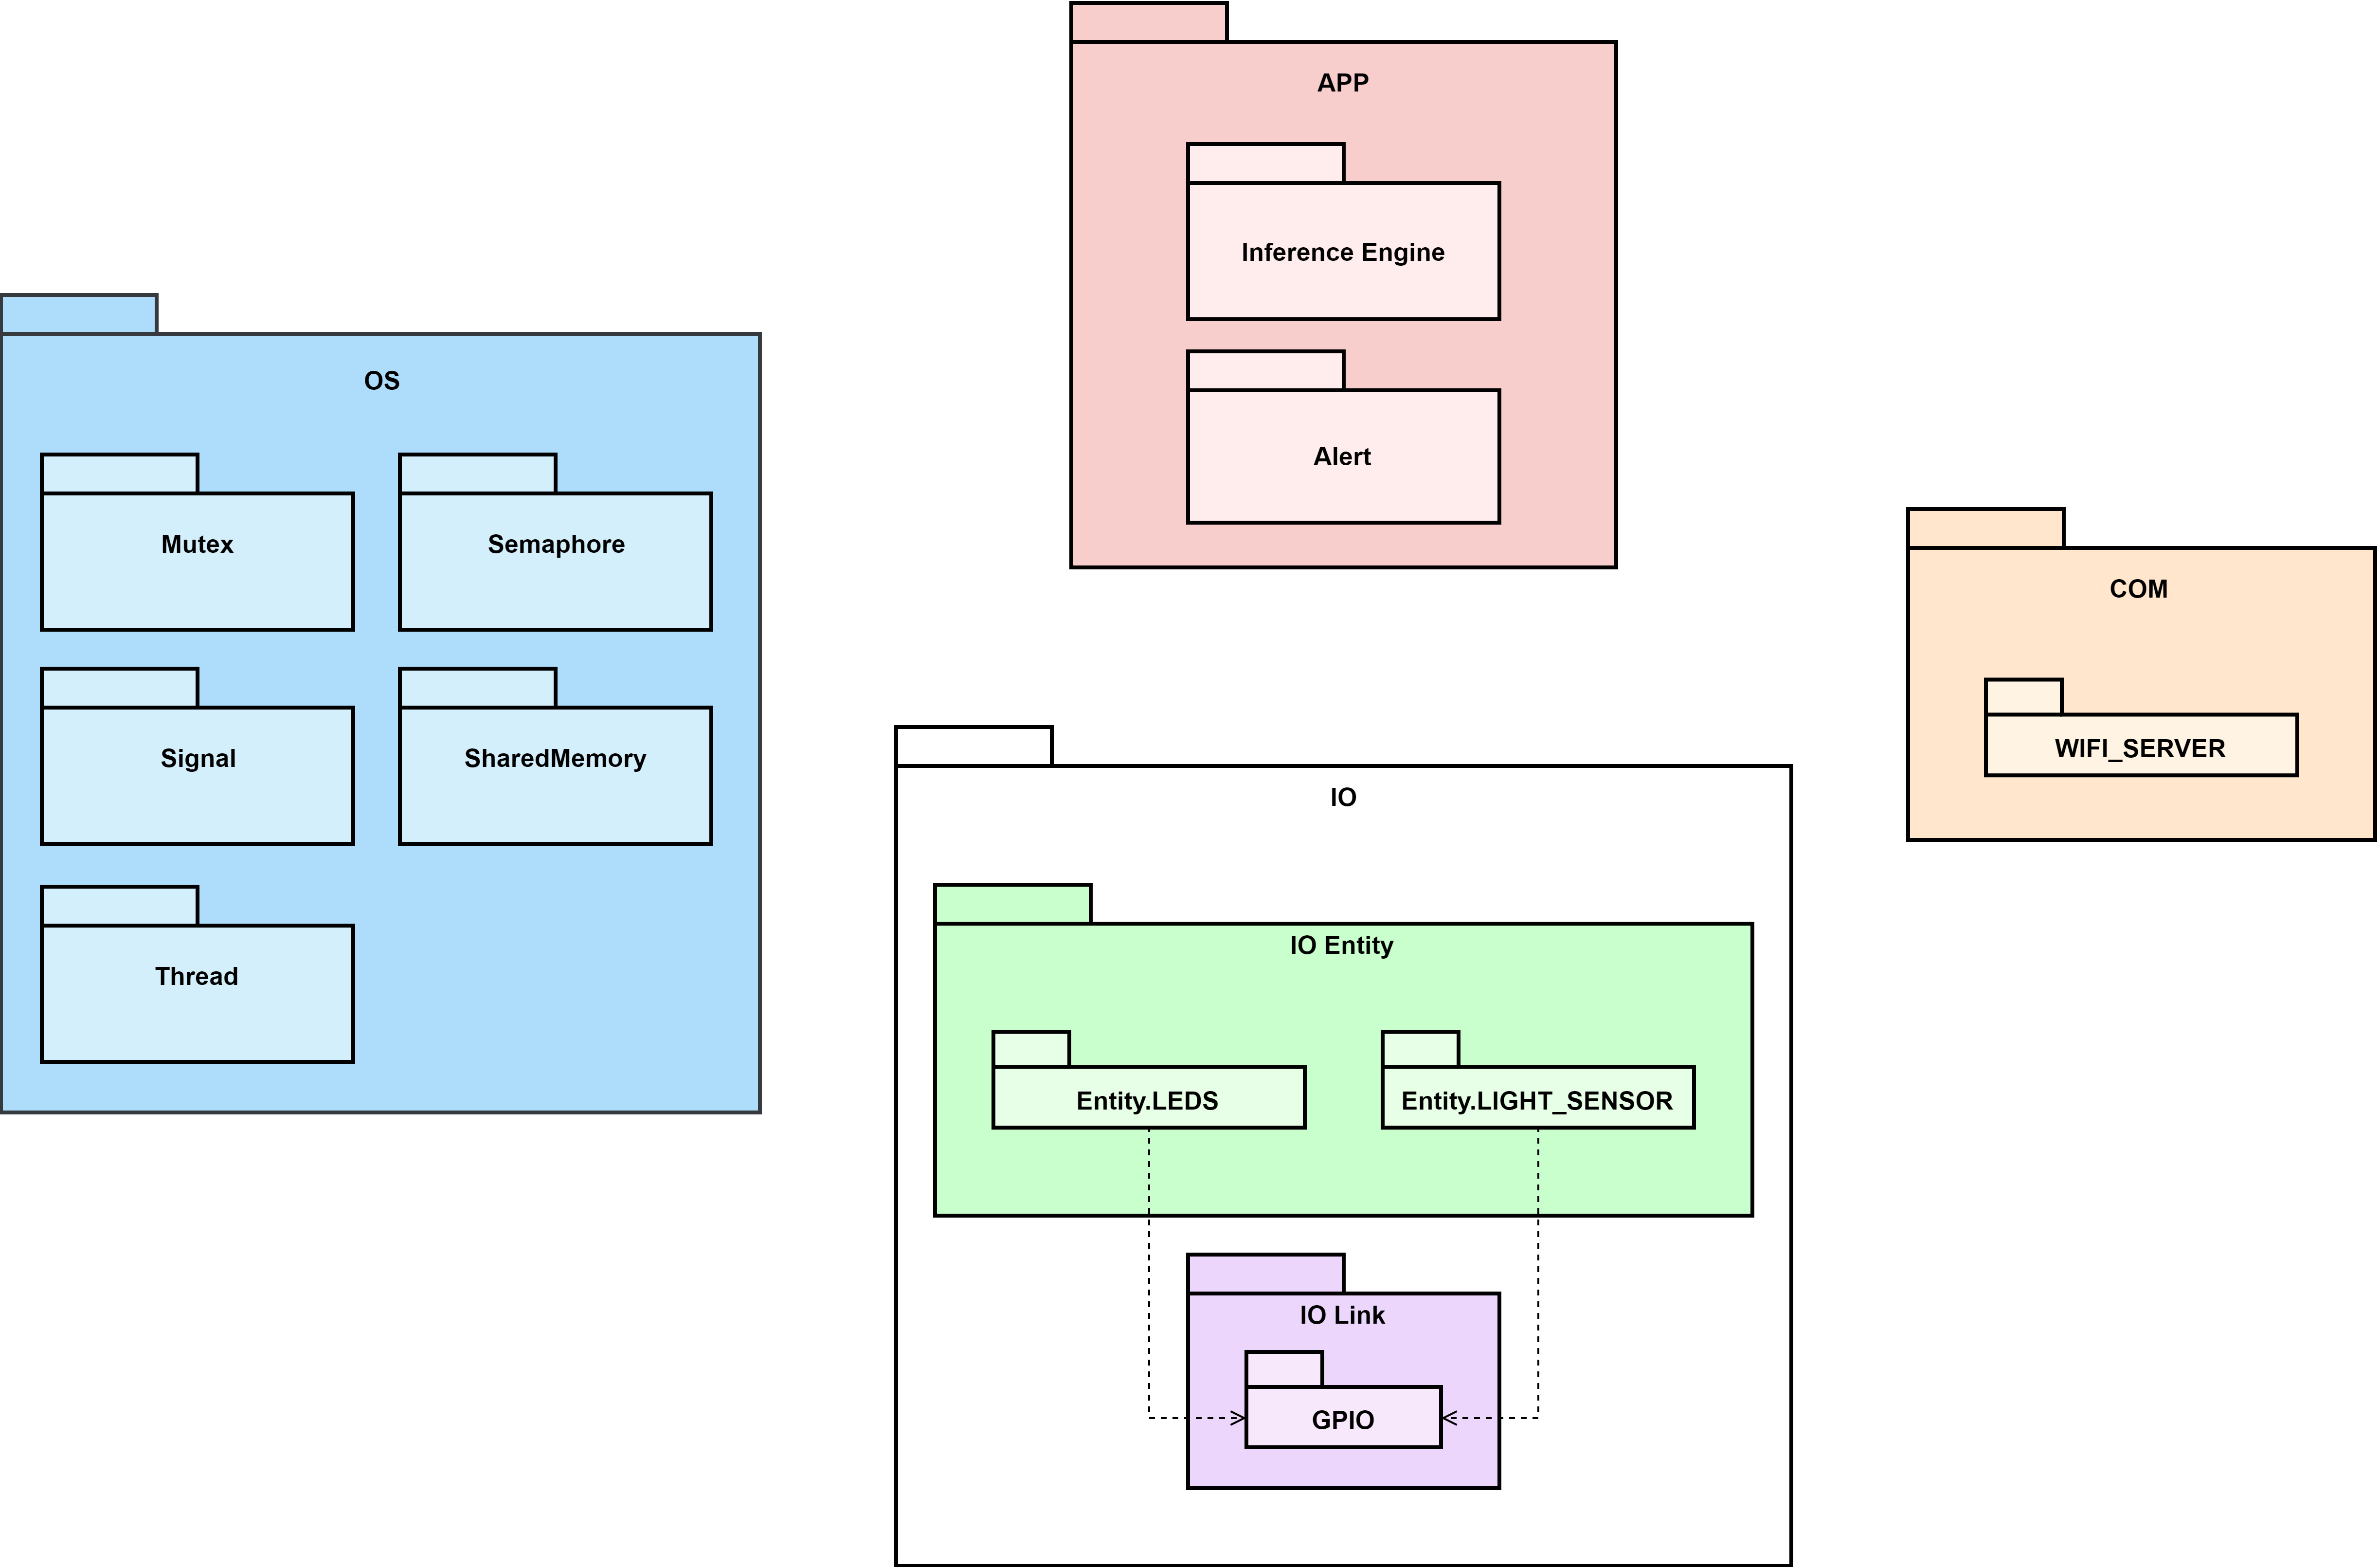 APP
Inference Engine
Alert
OS
Mutex
Semaphore
Signal
SharedMemory
Thread
COM
WIFI_SERVER
IO
IO Entity
Entity.LEDS
Entity.LIGHT_SENSOR
IO Link
GPIO